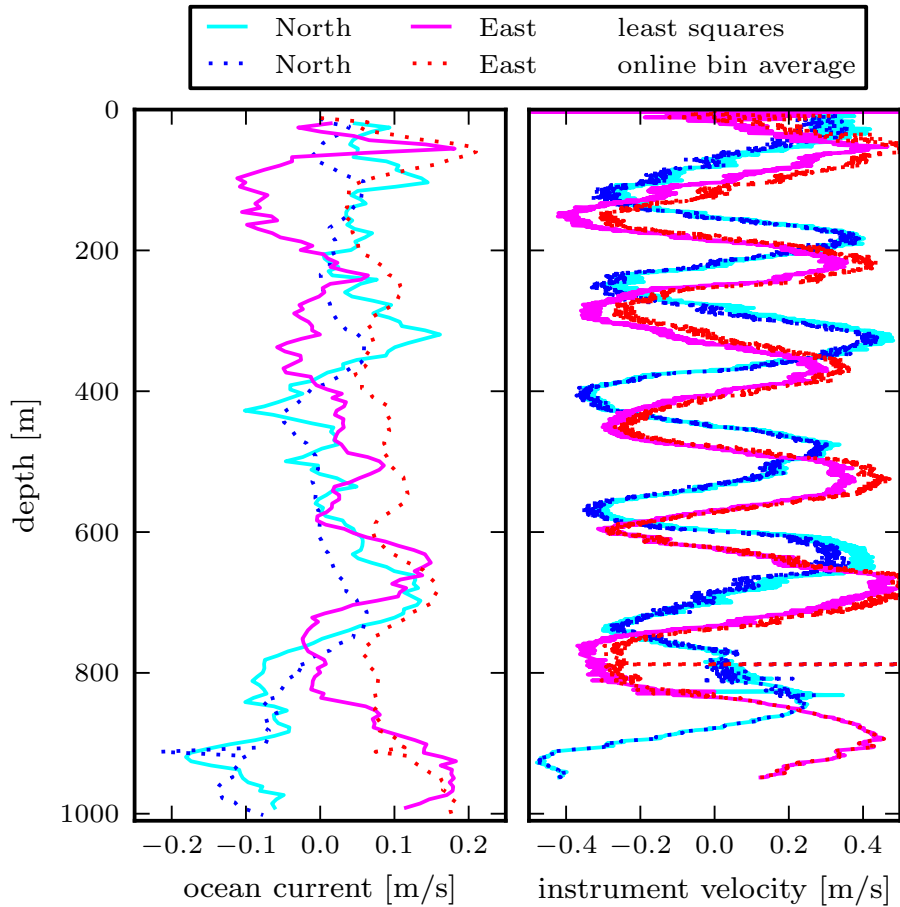 North East least squares
North East online bin average
0
200
400
600
800
1000
depth [m]
−0.2 −0.1 0.0 0.1 0.2
−0.4 −0.2 0.0 0.2 0.4
ocean current [m/s]
instrument velocity [m/s]